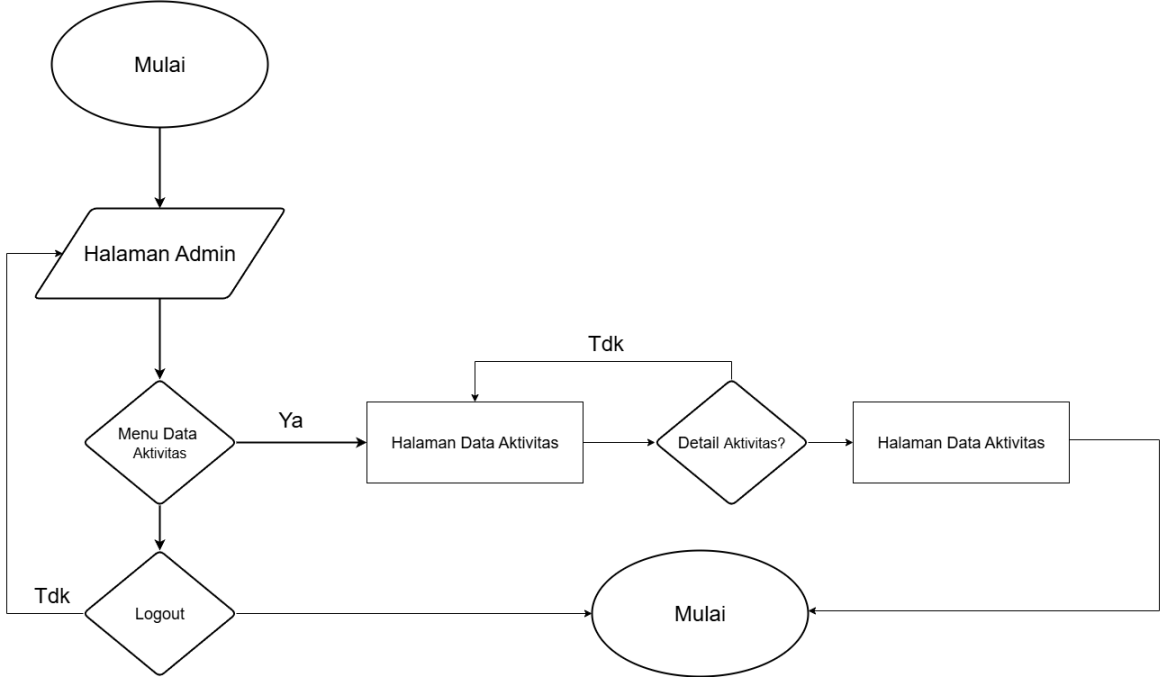 Mulai
Halaman Admin
Tdk
Ya
Menu Data
Aktivitas
Halaman Data Aktivitas
Detail Aktivitas?
Halaman Data Aktivitas
Tdk
Logout
Mulai